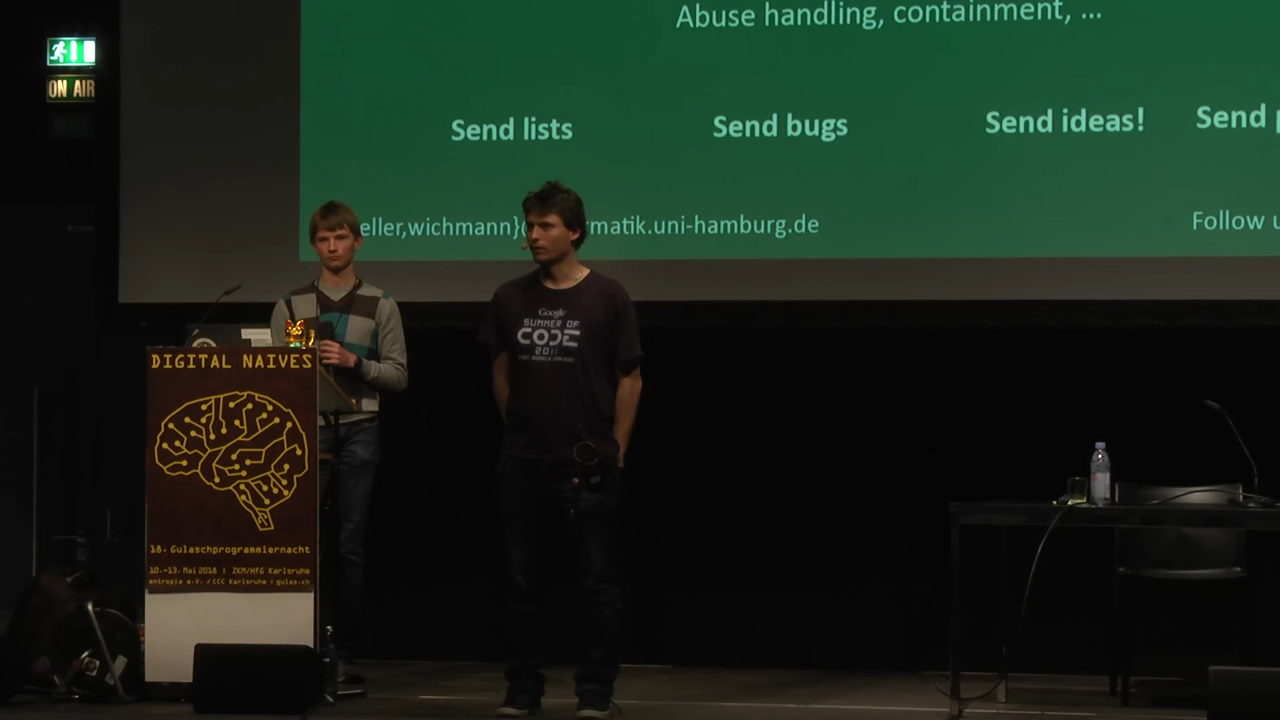 ON AIR
Abuse handling, containment, ...
Send lists
Send bugs
Send ideas!
Send
eller,wichmann}@
rmatik.uni-hamburg.de
Follow
Google
SUMMER OF
CODE
2011
DIGITAL NAIVES
18. Gulaschprogrammiernacht
10.-13. Mai 2018 | ZKM/HfG Karlsruhe
entropia e.V. / CCC Karlsruhe | gulas.ch